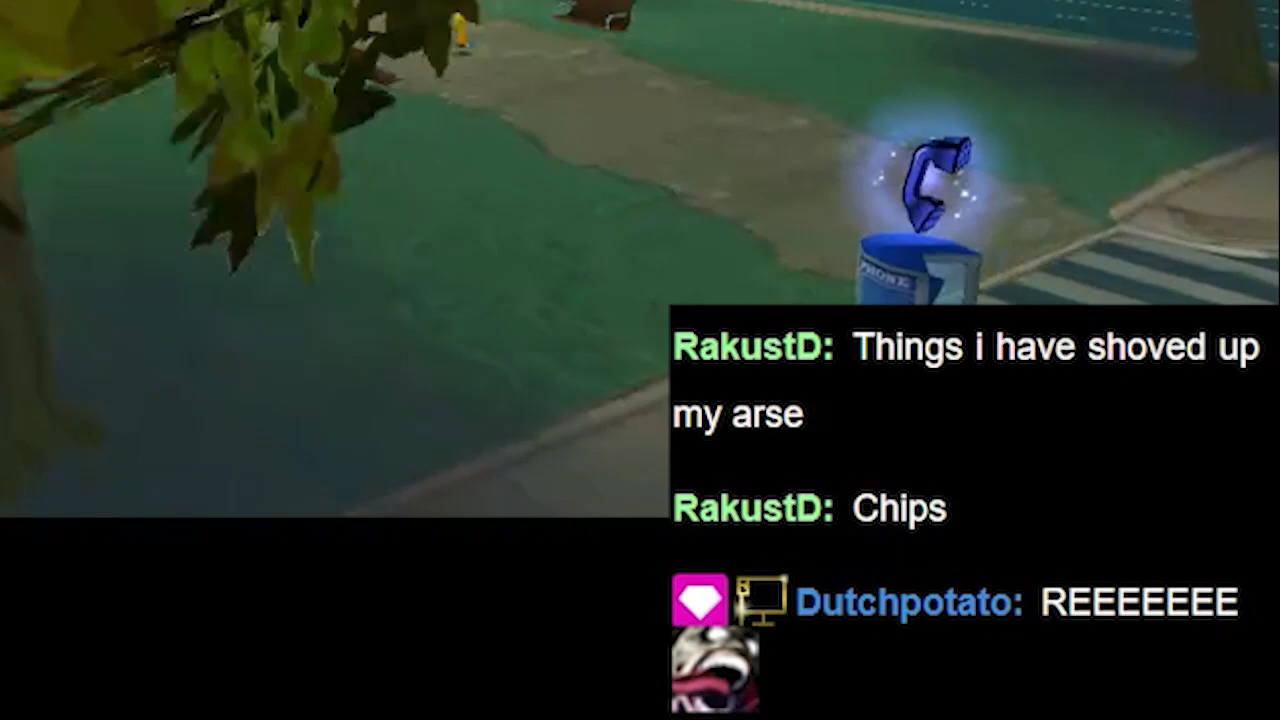 PHONE
RakustD: Things i have shoved up
my arse
RakustD: Chips
Dutchpotato: REEEEEEE